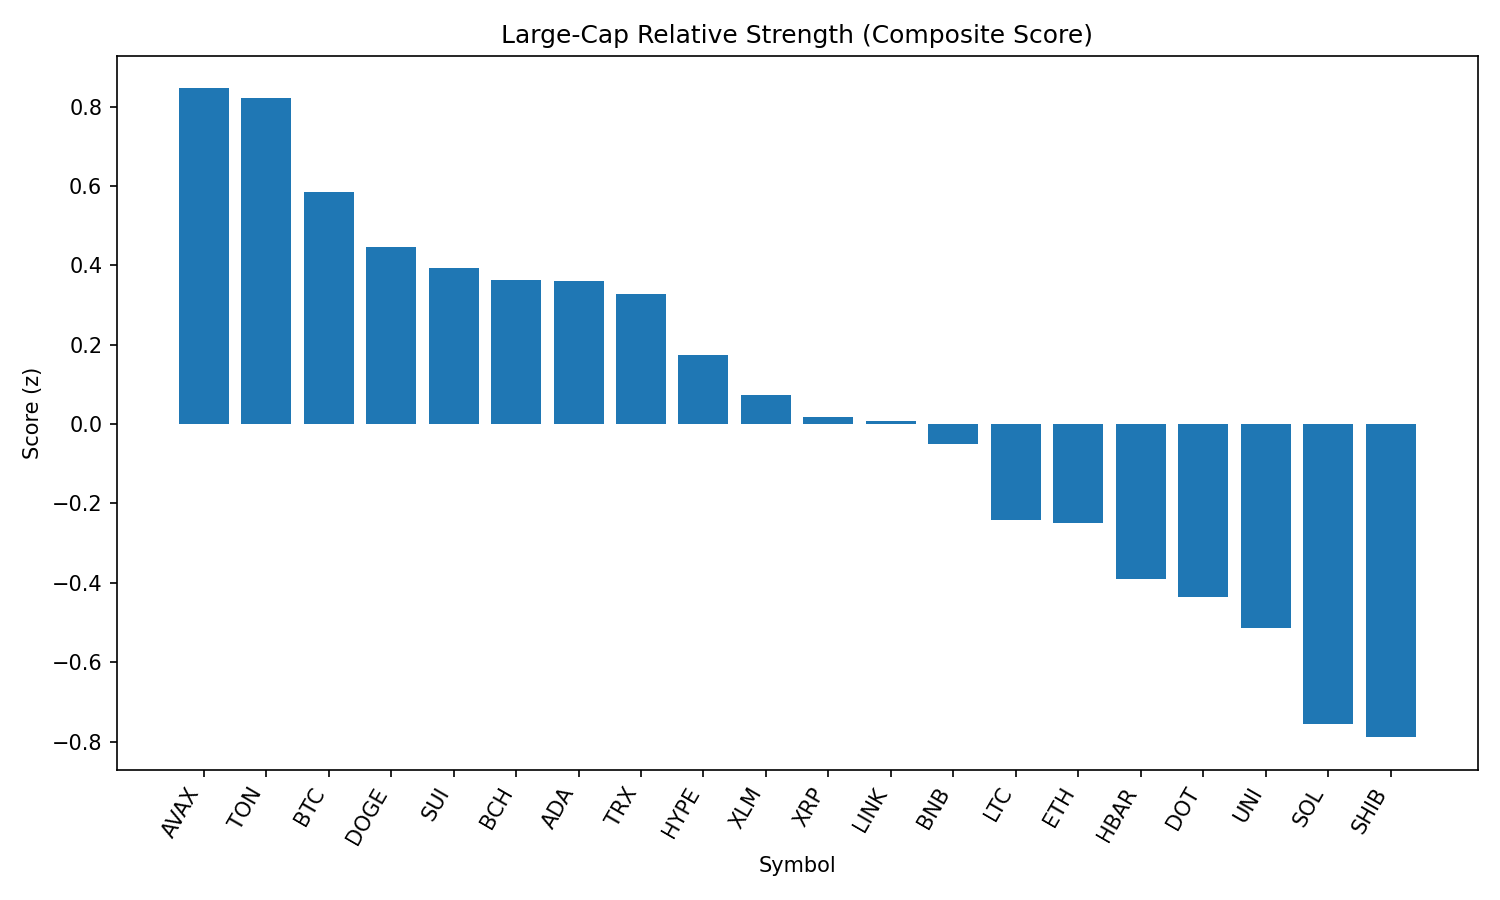 Large-Cap Relative Strength (Composite Score)
Score (z)
0.8
0.6
0.4
0.2
0.0
−0.2
−0.4
−0.6
−0.8
AVAX
TON
BTC
DOGE
SUI
BCH
ADA
TRX
HYPE
XLM
XRP
LINK
BNB
LTC
ETH
HBAR
DOT
UNI
SOL
SHIB
Symbol